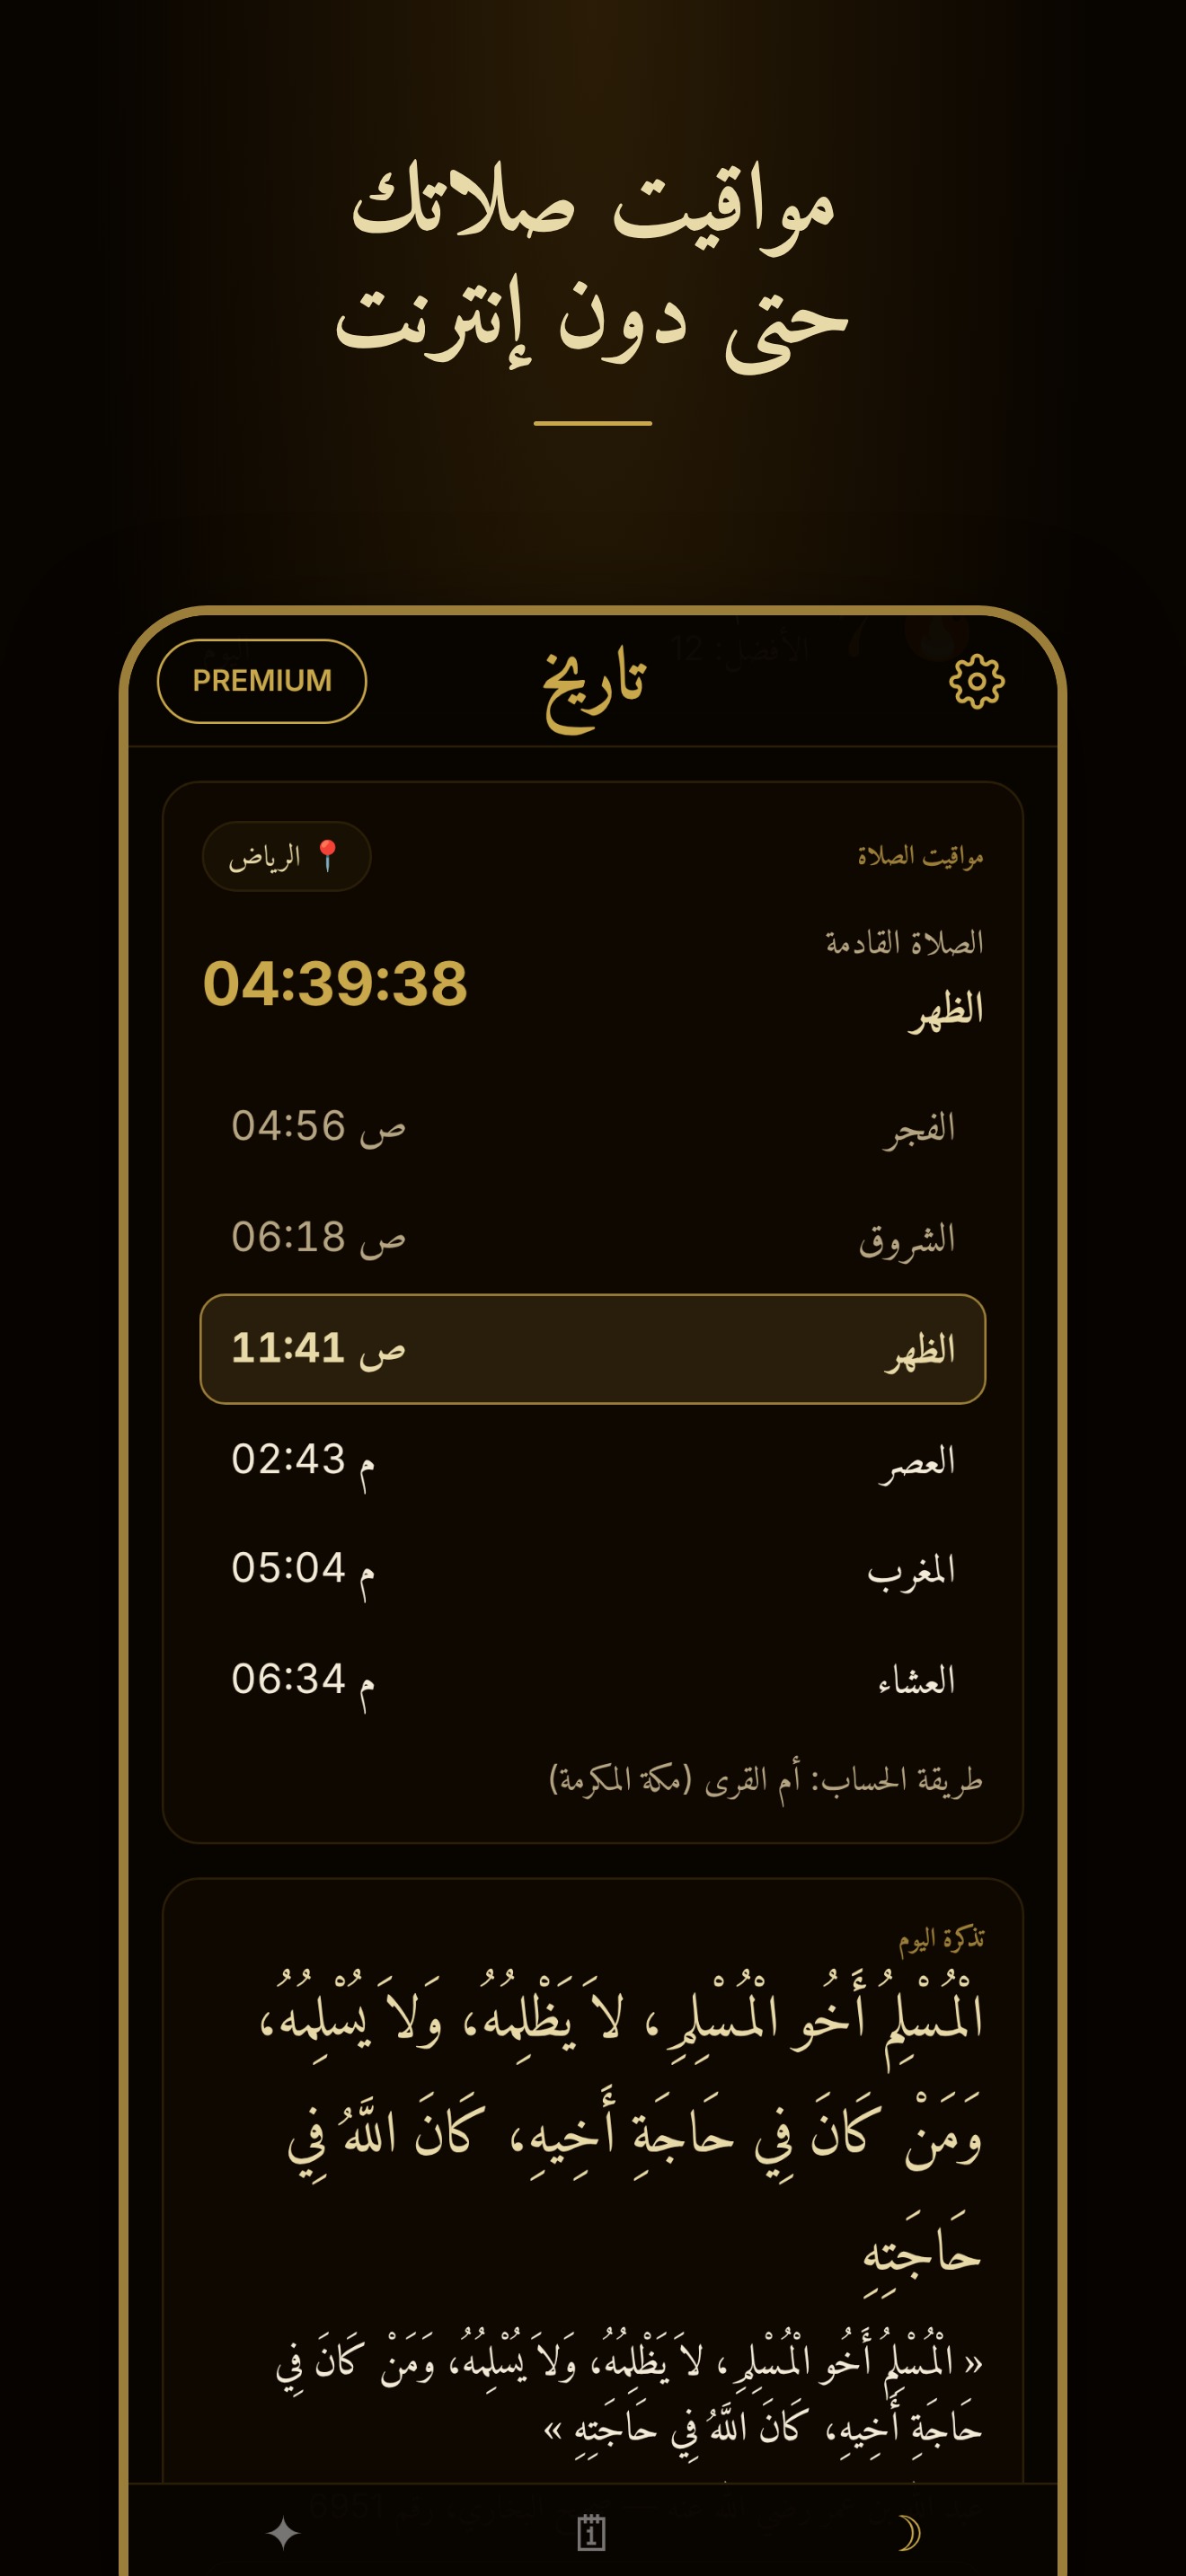 مواقيت صلاتك
حتى دون إنترنت
الأفضل: 12
اليوم
PREMIUM
تاريخ
مواقيت الصلاة
📍 الرياض
الصلاة القادمة
الظهر
04:39:38
الفجر
04:56 ص
الشروق
06:18 ص
الظهر
11:41 ص
العصر
02:43 م
المغرب
05:04 م
العشاء
06:34 م
طريقة الحساب: أم القرى (مكة المكرمة)
تذكرة اليوم
الْمُسْلِمُ أَخُو الْمُسْلِمِ، لاَ يَظْلِمُهُ، وَلاَ يُسْلِمُهُ،
وَمَنْ كَانَ فِي حَاجَةِ أَخِيهِ، كَانَ اللَّهُ فِي
حَاجَتِهِ
« الْمُسْلِمُ أَخُو الْمُسْلِمِ، لاَ يَظْلِمُهُ، وَلاَ يُسْلِمُهُ، وَمَنْ كَانَ فِي
حَاجَةِ أَخِيهِ، كَانَ اللَّهُ فِي حَاجَتِهِ »